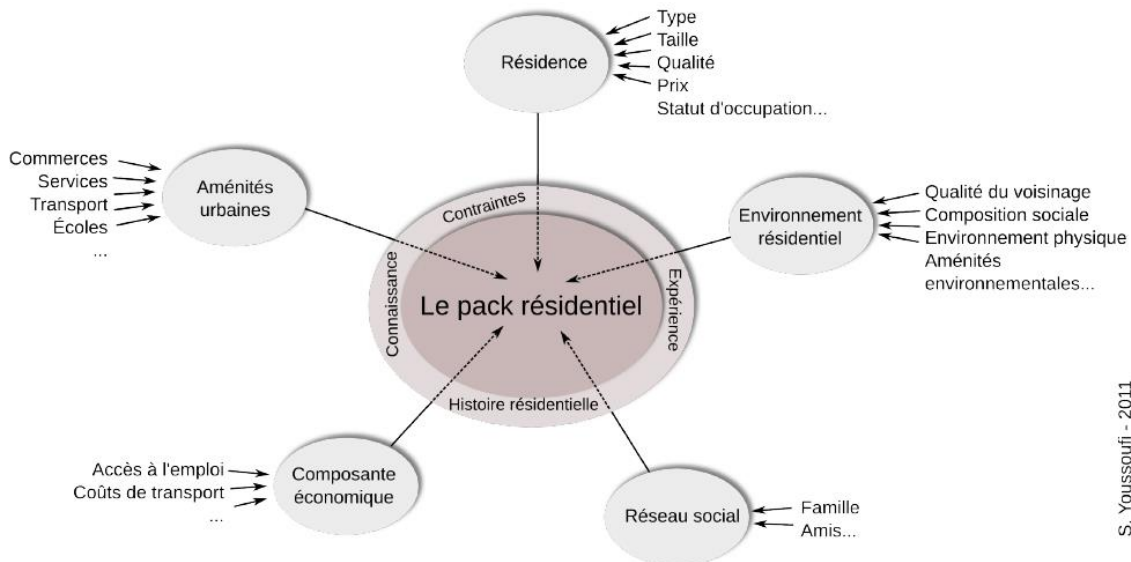 Résidence
Type
Taille
Qualité
Prix
Statut d'occupation...
Commerces
Services
Transport
Écoles
...
Aménités
urbaines
Environnement
résidentiel
Qualité du voisinage
Composition sociale
Environnement physique
Aménités
environnementales...
Contraintes
Connaissance
Expérience
Histoire résidentielle
Le pack résidentiel
Accès à l'emploi
Coûts de transport
...
Composante
économique
Réseau social
Famille
Amis...
S. Youssoufi - 2011